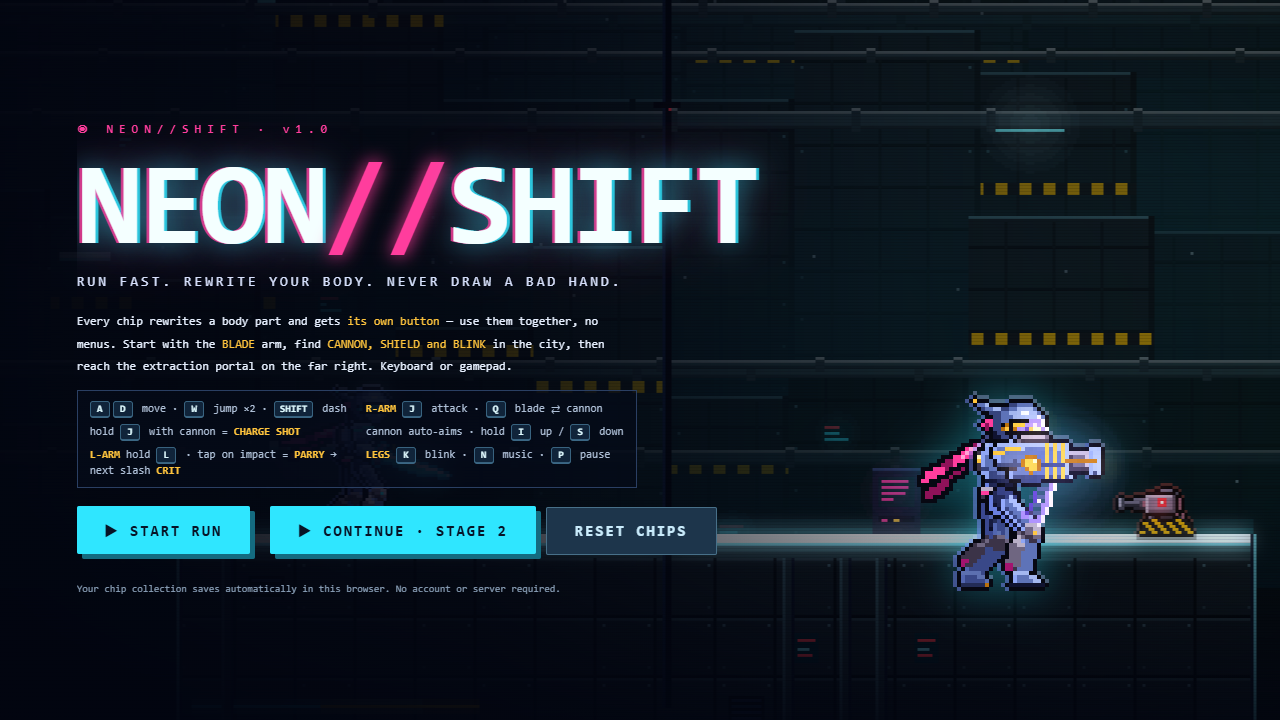 ◉ NEON//SHIFT · v1.0
NEON//SHIFT
RUN FAST. REWRITE YOUR BODY. NEVER DRAW A BAD HAND.
Every chip rewrites a body part and gets its own button — use them together, no
menus. Start with the BLADE arm, find CANNON, SHIELD and BLINK in the city, then
reach the extraction portal on the far right. Keyboard or gamepad.
A D move · W jump ×2 · SHIFT dash
R-ARM J attack · Q blade ⇄ cannon
hold J with cannon = CHARGE SHOT
cannon auto-aims · hold I up / S down
L-ARM hold L · tap on impact = PARRY →
next slash CRIT
LEGS K blink · N music · P pause
▶ START RUN
▶ CONTINUE · STAGE 2
RESET CHIPS
Your chip collection saves automatically in this browser. No account or server required.